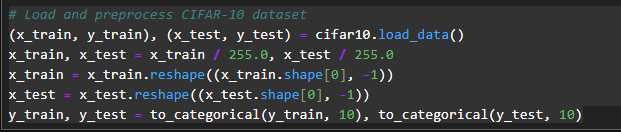 # Load and preprocess CIFAR-10 dataset
(x_train, y_train), (x_test, y_test) = cifar10.load_data()
x_train, x_test = x_train / 255.0, x_test / 255.0
x_train = x_train.reshape((x_train.shape[0], -1))
x_test = x_test.reshape((x_test.shape[0], -1))
y_train, y_test = to_categorical(y_train, 10), to_categorical(y_test, 10)